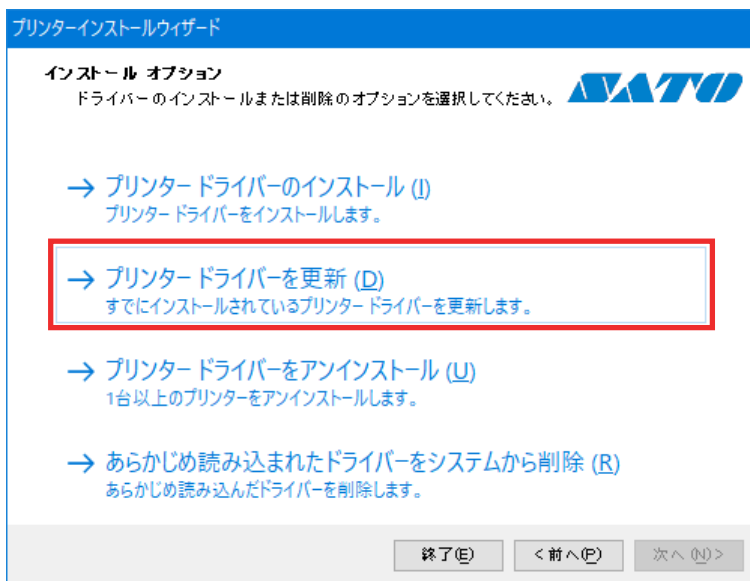 プリンターインストールウィザード
インストール オプション
ドライバーのインストールまたは削除のオプションを選択してください。
SATO
→ プリンター ドライバーのインストール (I)
プリンター ドライバーをインストールします。
→ プリンター ドライバーを更新 (D)
すでにインストールされているプリンター ドライバーを更新します。
→ プリンター ドライバーをアンインストール (U)
1台以上のプリンターをアンインストールします。
→ あらかじめ読み込まれたドライバーをシステムから削除 (R)
あらかじめ読み込んだドライバーを削除します。
終了(E) <前へ(P) 次へ(N)>